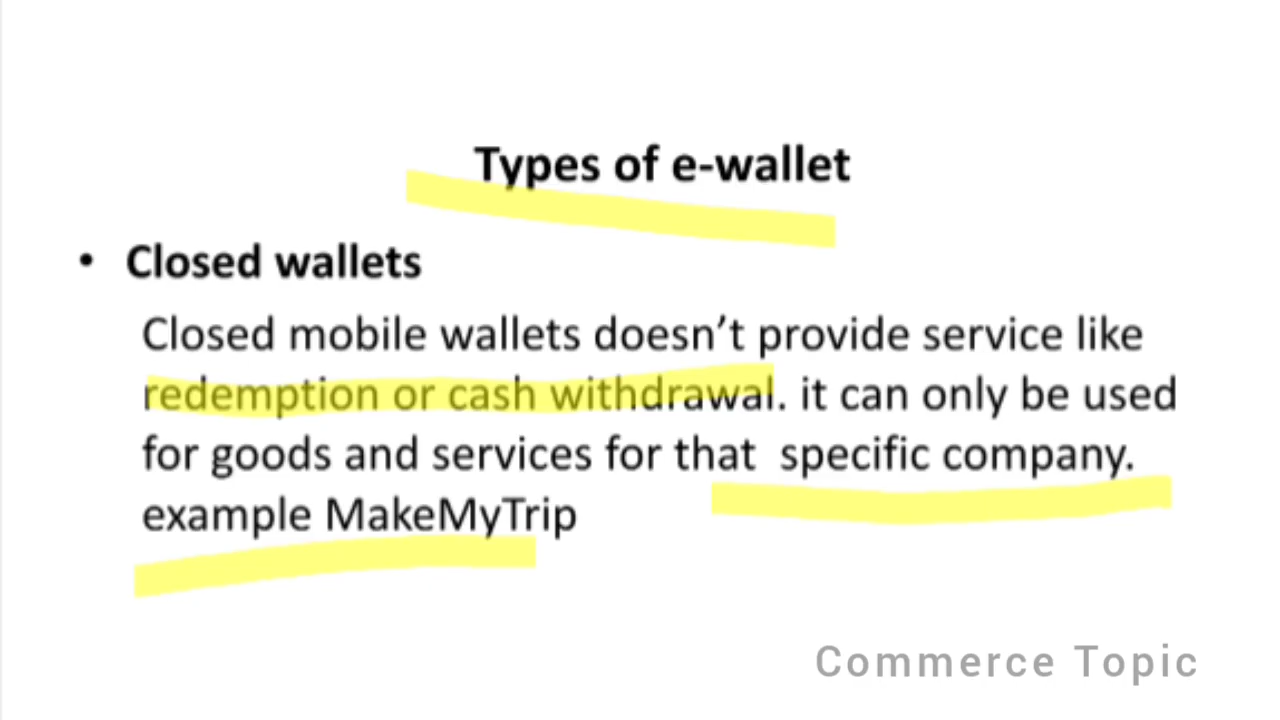 Types of e-wallet
• Closed wallets
Closed mobile wallets doesn’t provide service like
redemption or cash withdrawal. it can only be used
for goods and services for that specific company.
example MakeMyTrip
Commerce Topic